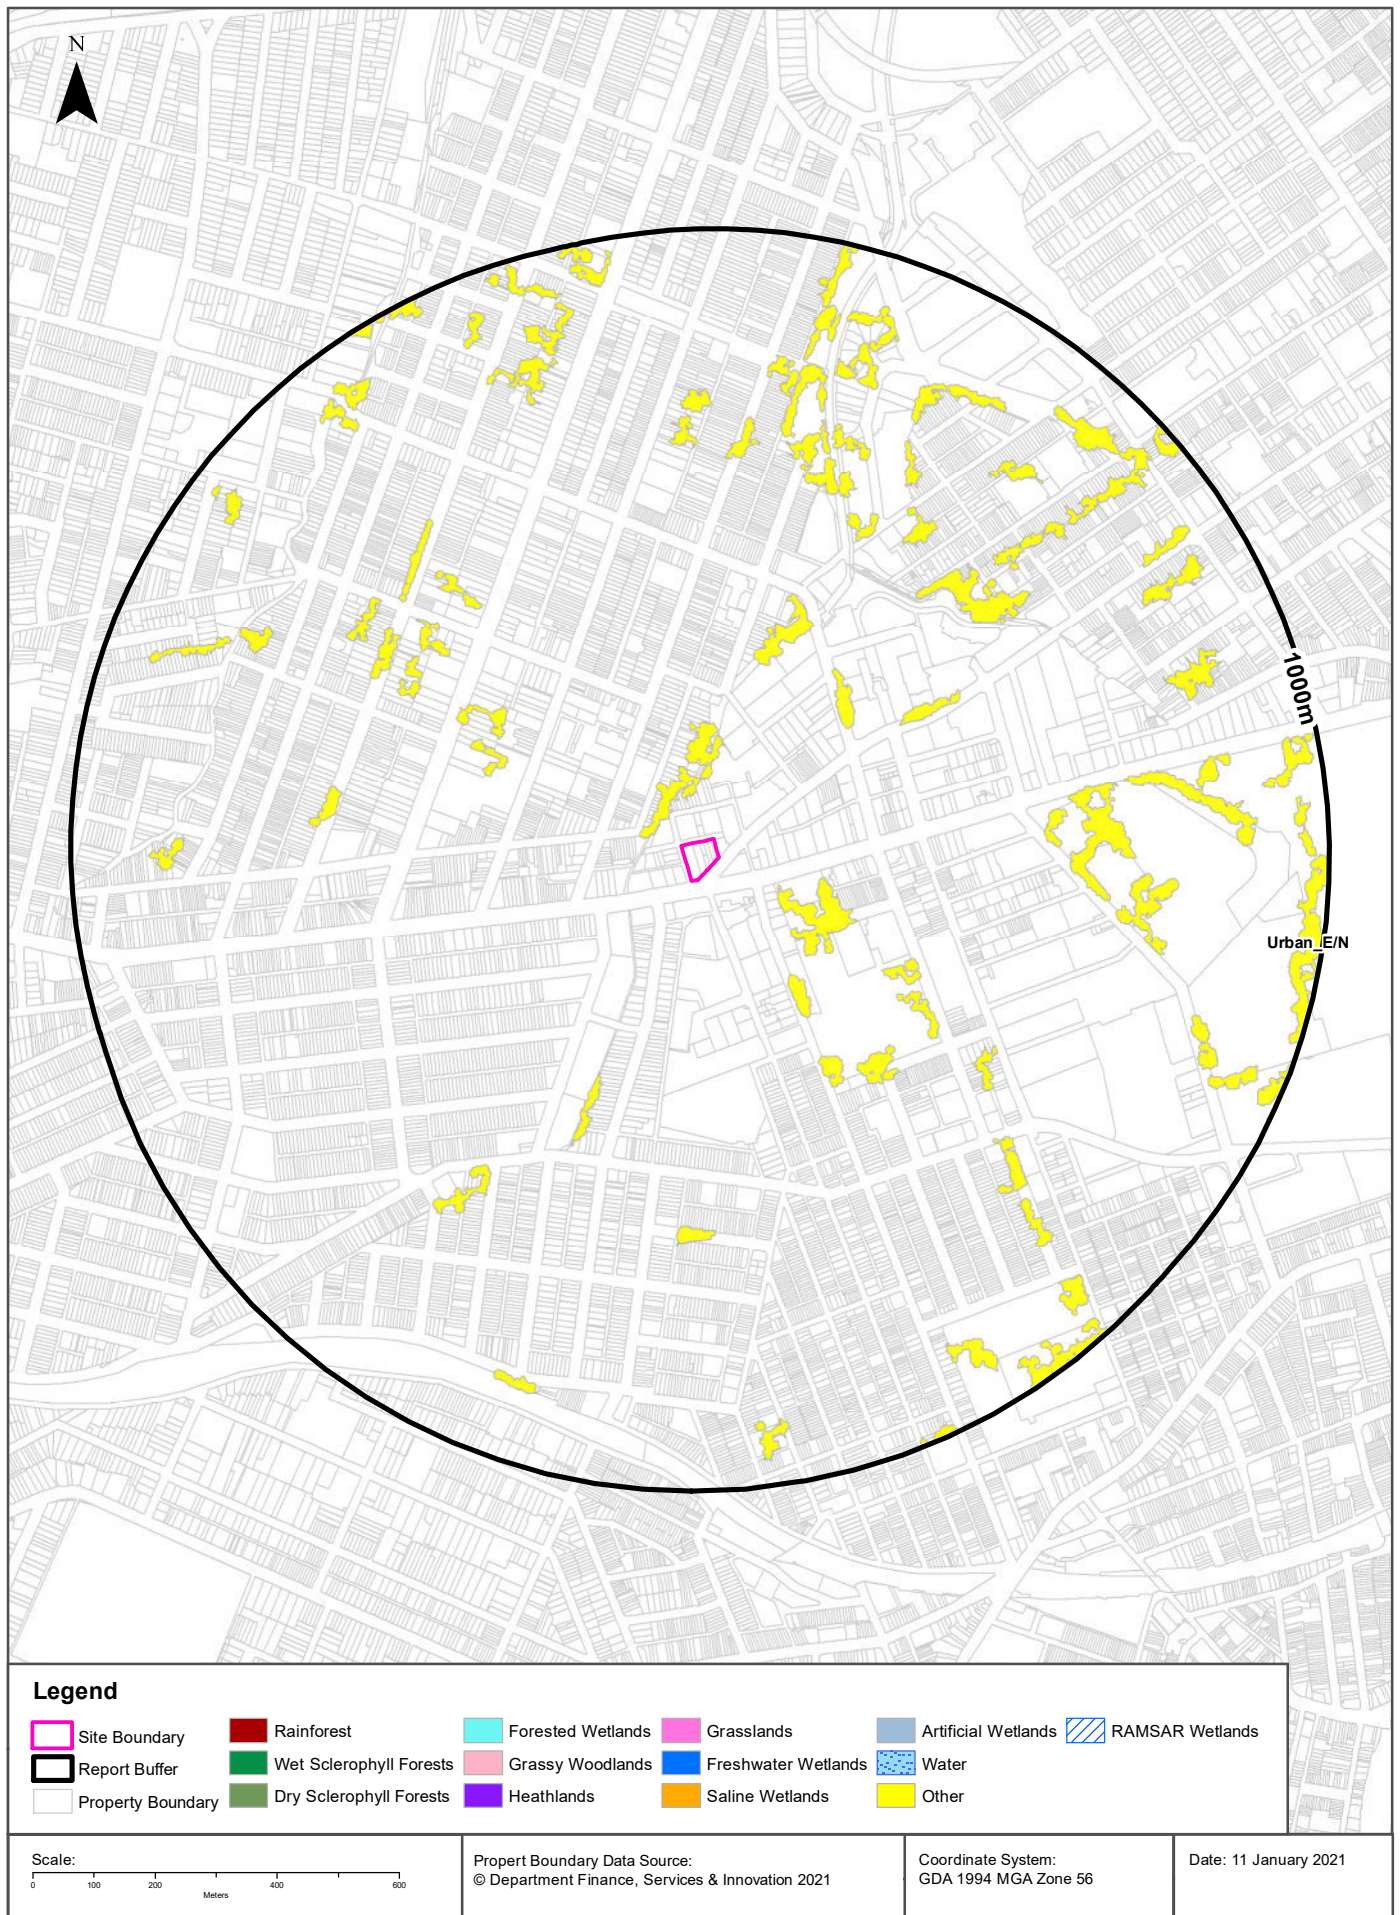 N
1000m
Urban_E/N
Legend
Site Boundary
Report Buffer
Property Boundary
Rainforest
Wet Sclerophyll Forests
Dry Sclerophyll Forests
Forested Wetlands
Grassy Woodlands
Heathlands
Grasslands
Freshwater Wetlands
Saline Wetlands
Artificial Wetlands
Water
Other
RAMSAR Wetlands
Scale:
0 100 200 400 600
Meters
Propert Boundary Data Source:
© Department Finance, Services & Innovation 2021
Coordinate System:
GDA 1994 MGA Zone 56
Date: 11 January 2021